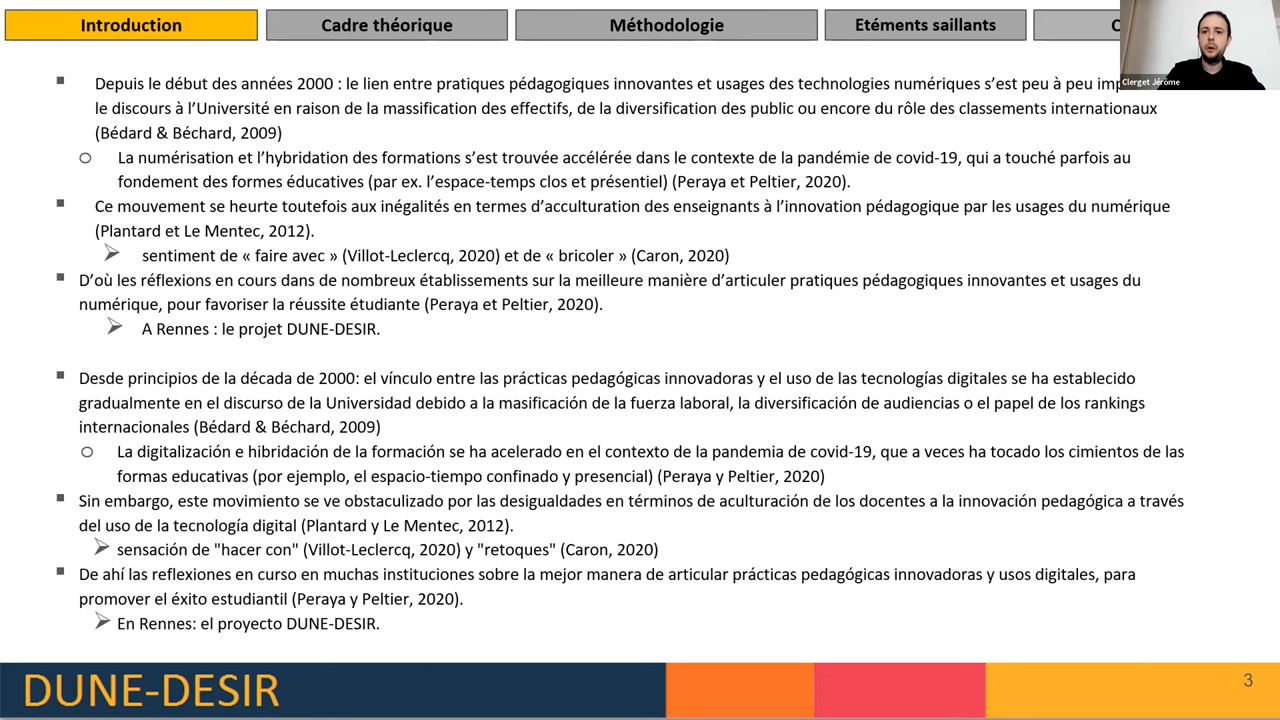 Introduction
Cadre théorique
Méthodologie
Etéments saillants
Clerget Jérôme
Depuis le début des années 2000 : le lien entre pratiques pédagogiques innovantes et usages des technologies numériques s’est peu à peu
le discours à l’Université en raison de la massification des effectifs, de la diversification des public ou encore du rôle des classements internationaux
(Bédard & Béchard, 2009)
La numérisation et l’hybridation des formations s’est trouvée accélérée dans le contexte de la pandémie de covid-19, qui a touché parfois au
fondement des formes éducatives (par ex. l’espace-temps clos et présentiel) (Peraya et Peltier, 2020).
Ce mouvement se heurte toutefois aux inégalités en termes d’acculturation des enseignants à l’innovation pédagogique par les usages du numérique
(Plantard et Le Mentec, 2012).
sentiment de « faire avec » (Villot-Leclercq, 2020) et de « bricoler » (Caron, 2020)
D’où les réflexions en cours dans de nombreux établissements sur la meilleure manière d’articuler pratiques pédagogiques innovantes et usages du
numérique, pour favoriser la réussite étudiante (Peraya et Peltier, 2020).
A Rennes : le projet DUNE-DESIR.
Desde principios de la década de 2000: el vínculo entre las prácticas pedagógicas innovadoras y el uso de las tecnologías digitales se ha establecido
gradualmente en el discurso de la Universidad debido a la masificación de la fuerza laboral, la diversificación de audiencias o el papel de los rankings
internacionales (Bédard & Béchard, 2009)
La digitalización e hibridación de la formación se ha acelerado en el contexto de la pandemia de covid-19, que a veces ha tocado los cimientos de las
formas educativas (por ejemplo, el espacio-tiempo confinado y presencial) (Peraya y Peltier, 2020)
Sin embargo, este movimiento se ve obstaculizado por las desigualdades en términos de aculturación de los docentes a la innovación pedagógica a través
del uso de la tecnología digital (Plantard y Le Mentec, 2012).
sensación de "hacer con" (Villot-Leclercq, 2020) y "retoques" (Caron, 2020)
De ahí las reflexiones en curso en muchas instituciones sobre la mejor manera de articular prácticas pedagógicas innovadoras y usos digitales, para
promover el éxito estudiantil (Peraya y Peltier, 2020).
En Rennes: el proyecto DUNE-DESIR.
DUNE-DESIR
3